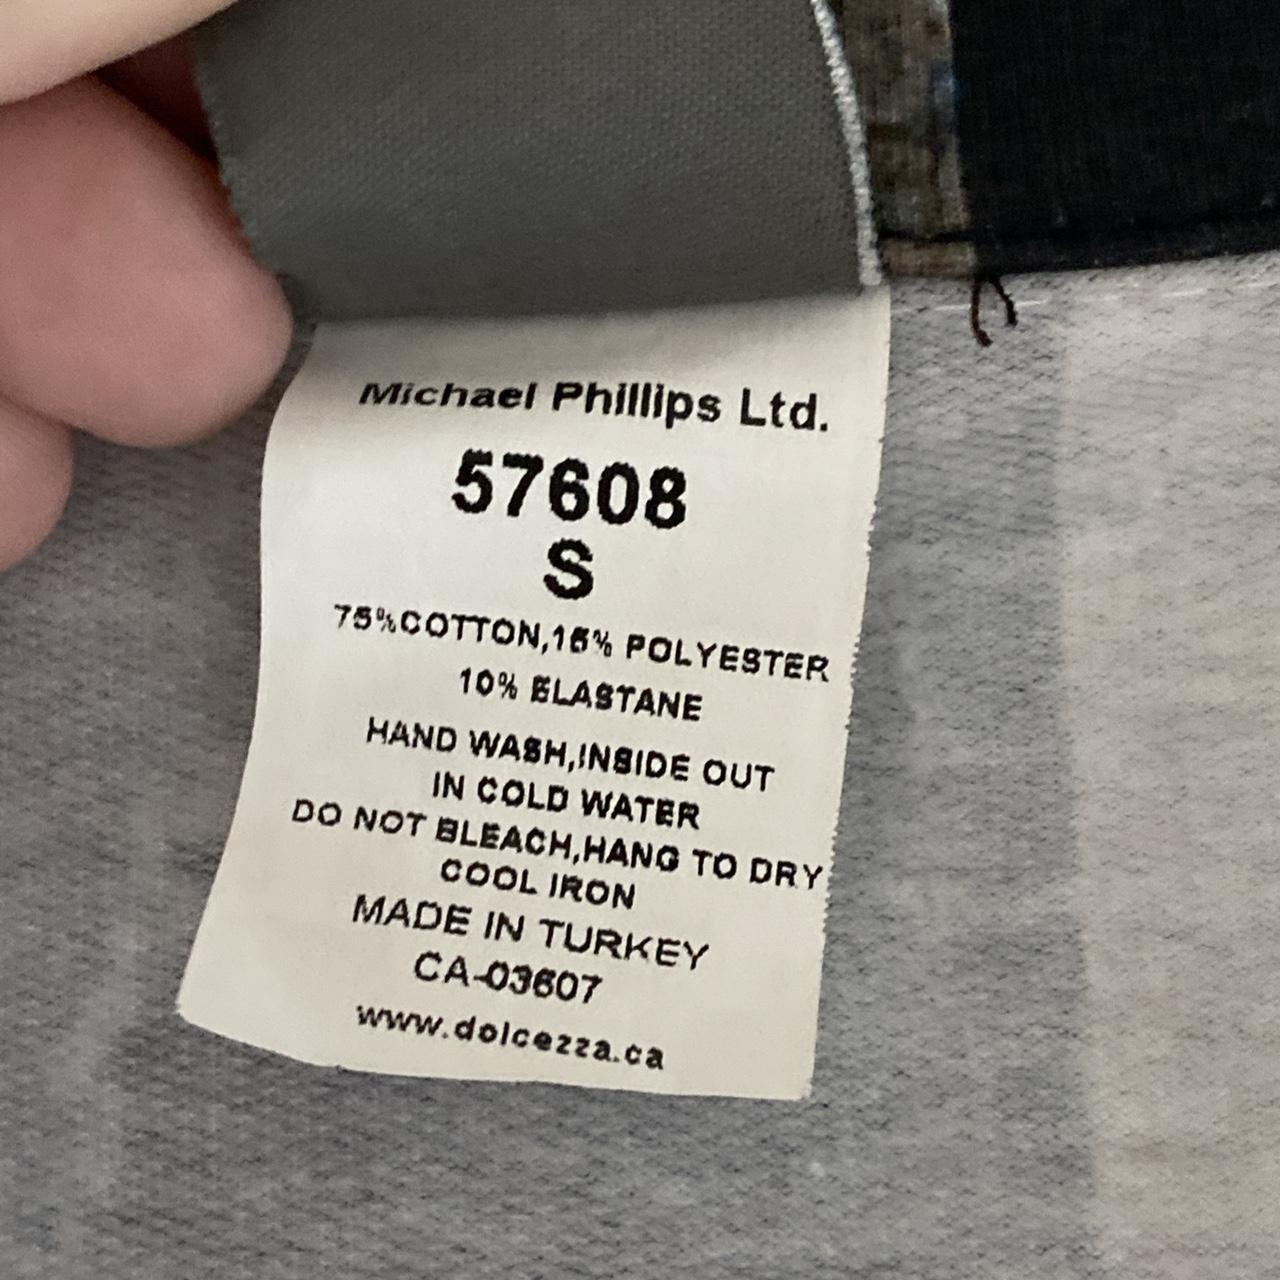 Michael Phillips Ltd.
57608
S
75%COTTON,15% POLYESTER
10% ELASTANE
HAND WASH,INSIDE OUT
IN COLD WATER
DO NOT BLEACH,HANG TO DRY
COOL IRON
MADE IN TURKEY
CA-03607
www.dolcezza.ca